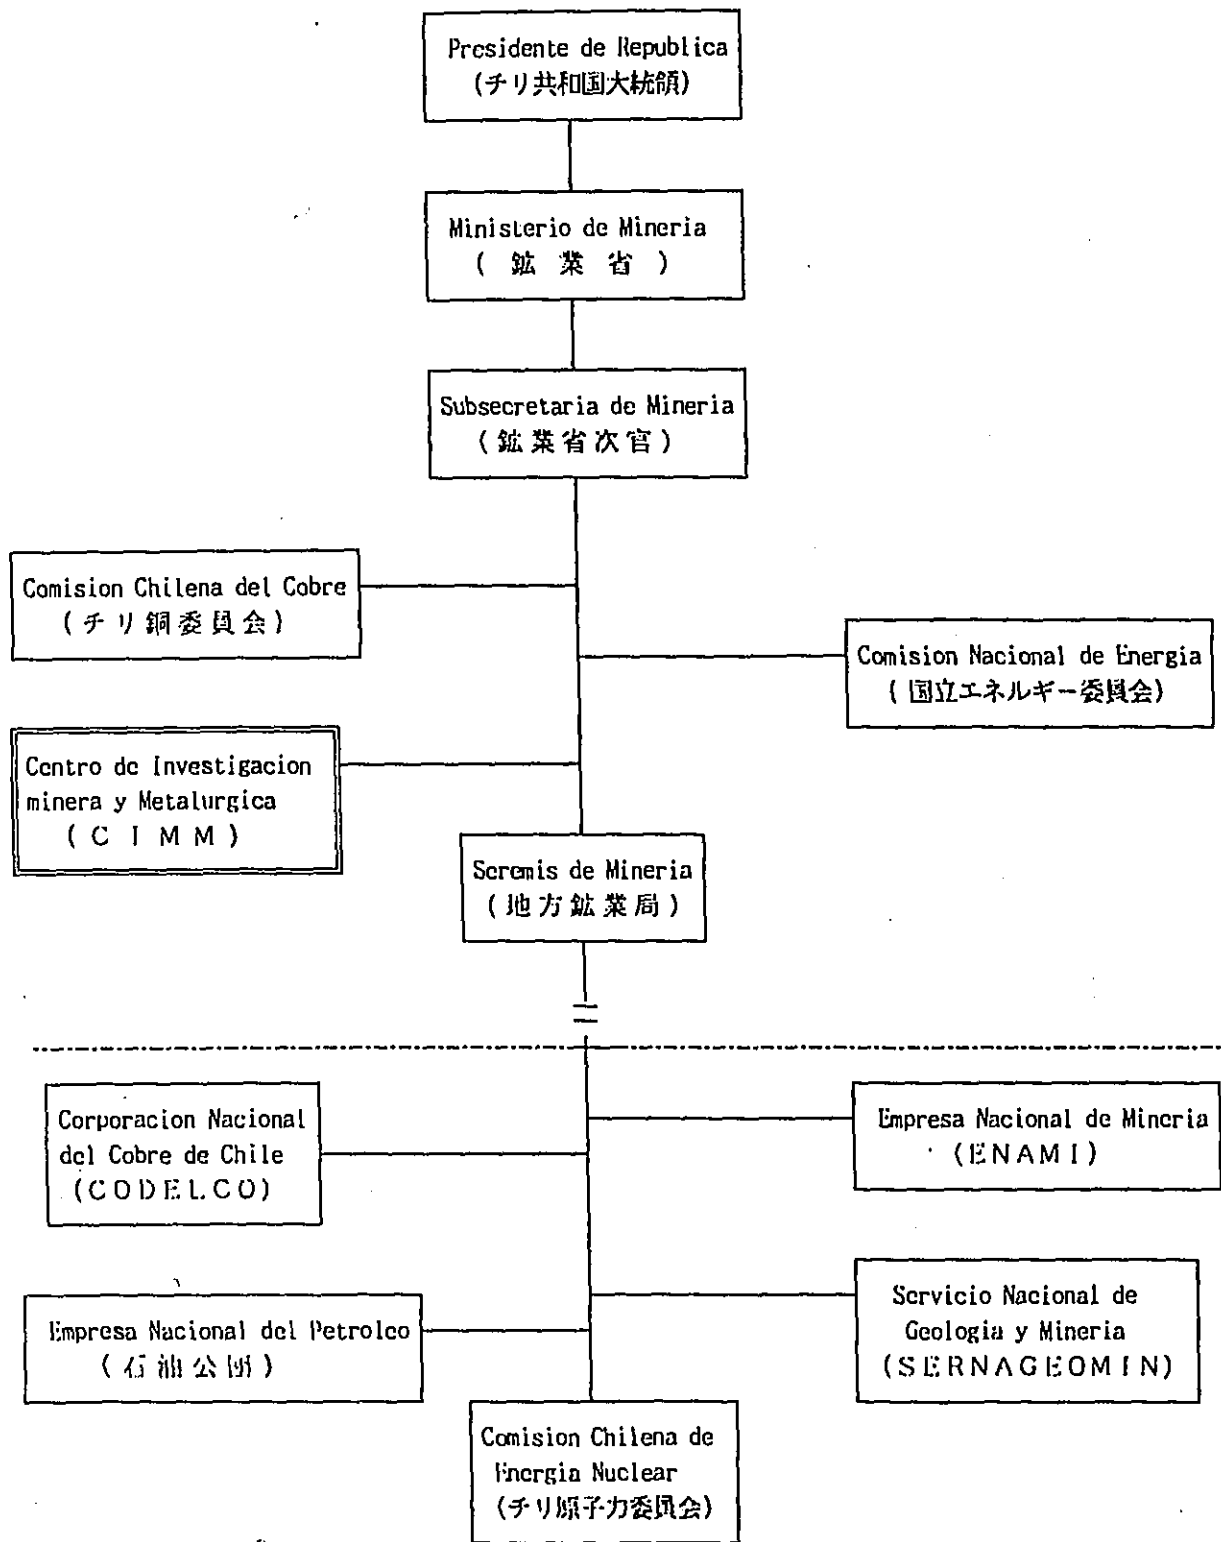 Presidente de Republica
(チリ共和国大統領)
Ministerio de Mineria
( 鉱 業 省 )
Subsecretaria de Mineria
(鉱業省次官)
Comision Chilena del Cobre
(チリ銅委員会)
Comision Nacional de Energia
(国立エネルギー委員会)
Centro de Investigacion
minera y Metalurgica
(CIMM)
Seremis de Mineria
(地方鉱業局)
Corporacion Nacional
del Cobre de Chile
(CODELCO)
Empresa Nacional de Mineria
(ENAMI)
Empresa Nacional del Petroleo
(石油公団)
Servicio Nacional de
Geologia y Mineria
(SERNAGEOMIN)
Comision Chilena de
Energia Nuclear
(チリ原子力委員会)